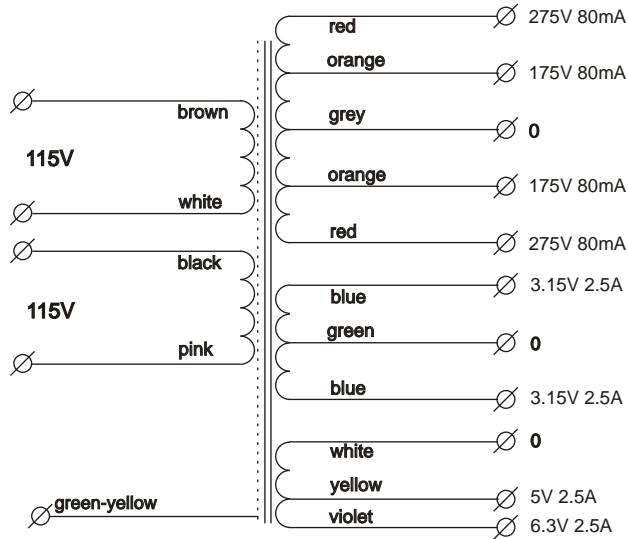 red 275V 80mA
orange 175V 80mA
brown
grey 0
115V
orange 175V 80mA
white
red 275V 80mA
black
blue 3.15V 2.5A
115V
green 0
pink
blue 3.15V 2.5A
white 0
yellow 5V 2.5A
green-yellow
violet 6.3V 2.5A